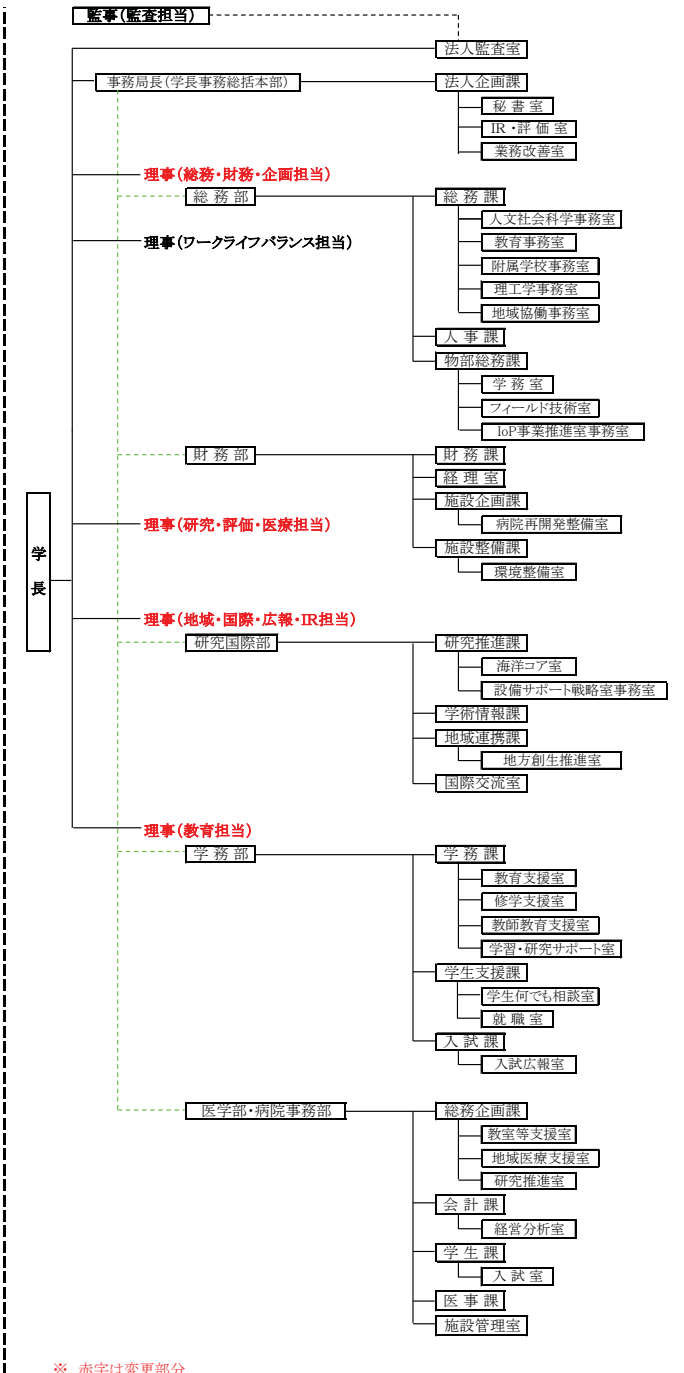 監事(監査担当)
法人監査室
事務局長(学長事務総括本部)
法人企画課
秘 書 室
IR・評 価 室
業務改善室
理事(総務・財務・企画担当)
総 務 部
総 務 課
人文社会科学事務室
教育事務室
附属学校事務室
理工学事務室
地域協働事務室
理事(ワークライフバランス担当)
人 事 課
物部総務課
学 務 室
フィールド技術室
IoP事業推進室事務室
財 務 部
財 務 課
経 理 室
施設企画課
病院再開発整備室
理事(研究・評価・医療担当)
施設整備課
環境整備室
学
長
理事(地域・国際・広報・IR担当)
研究国際部
研究推進課
海洋コア室
設備サポート戦略室事務室
学術情報課
地域連携課
地方創生推進室
国際交流室
理事(教育担当)
学 務 部
学 務 課
教育支援室
修学支援室
教師教育支援室
学習・研究サポート室
学生支援課
学生何でも相談室
就 職 室
入 試 課
入試広報室
医学部・病院事務部
総務企画課
教室等支援室
地域医療支援室
研究推進室
会 計 課
経営分析室
学 生 課
入 試 室
医 事 課
施設管理室
※ 赤字は変更部分